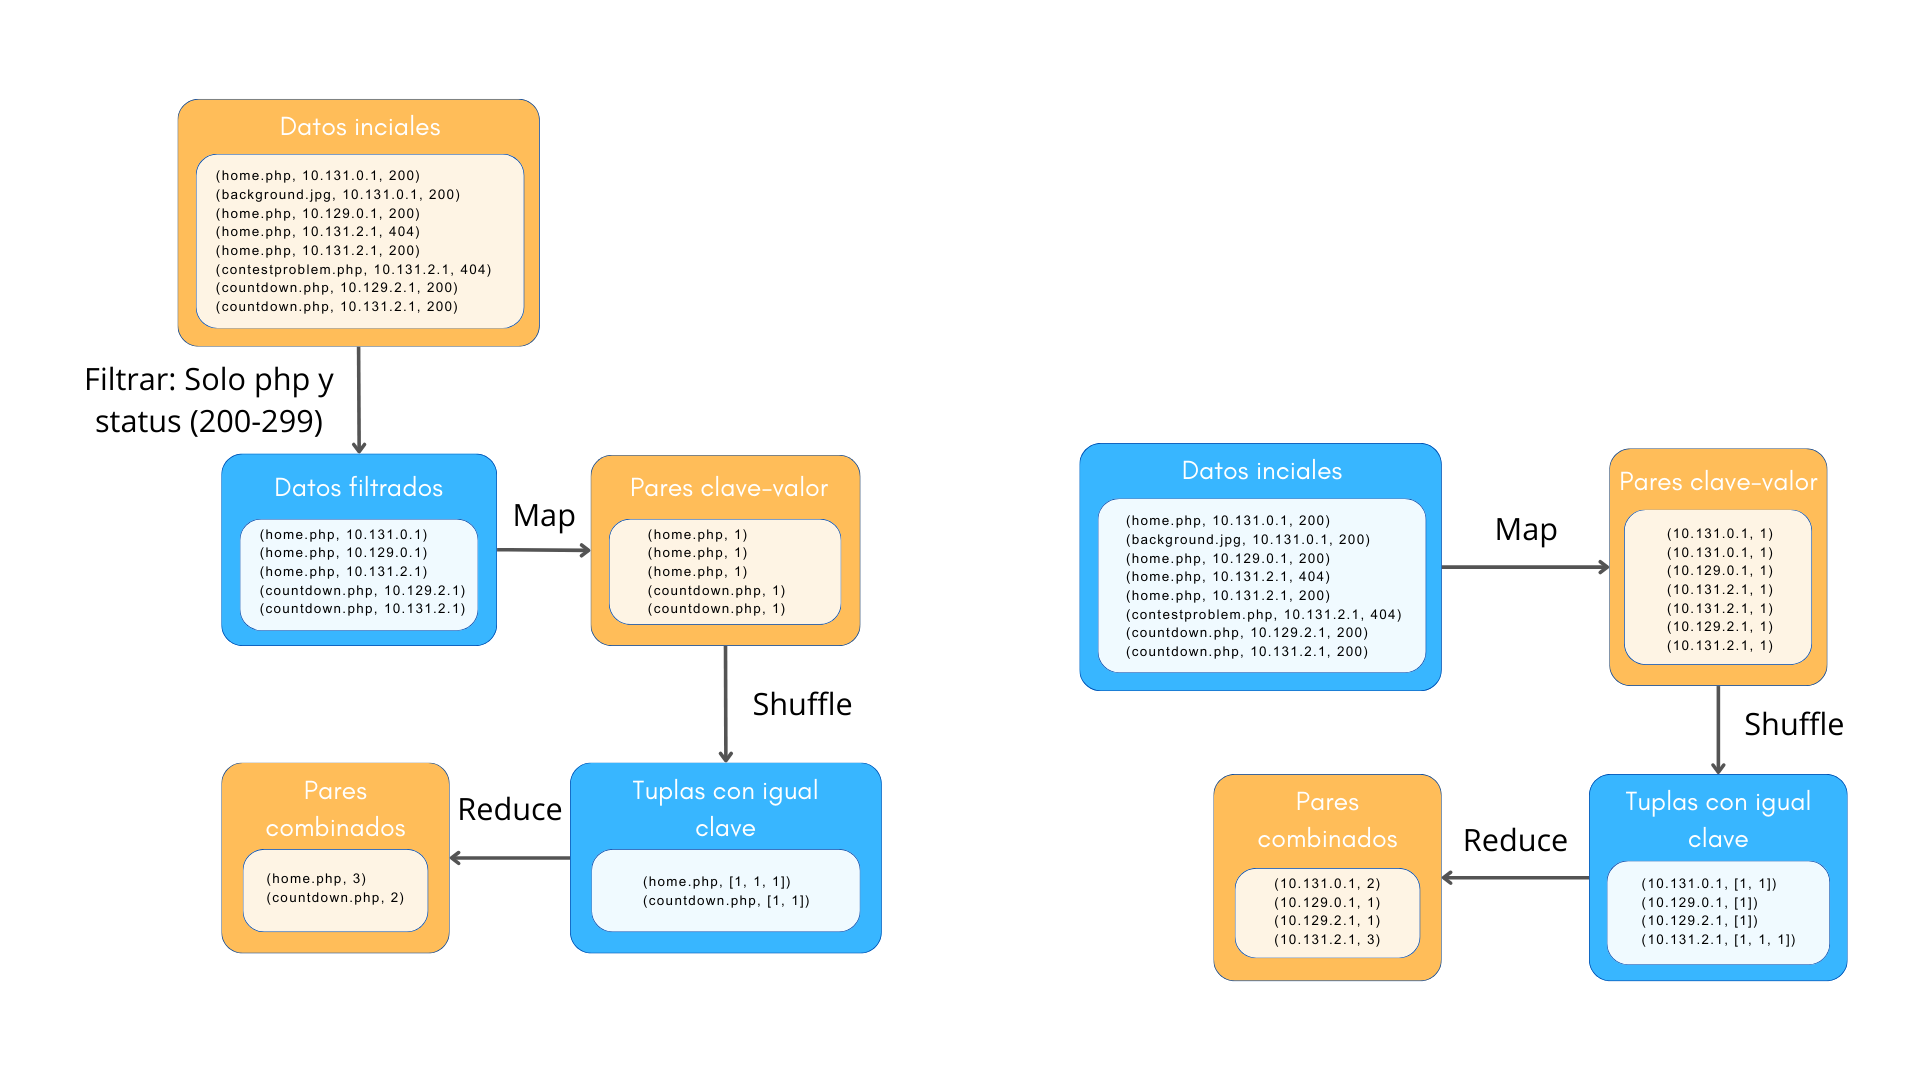 Datos inciales
(home.php, 10.131.0.1, 200)
(background.jpg, 10.131.0.1, 200)
(home.php, 10.129.0.1, 200)
(home.php, 10.131.2.1, 404)
(home.php, 10.131.2.1, 200)
(contestproblem.php, 10.131.2.1, 404)
(countdown.php, 10.129.2.1, 200)
(countdown.php, 10.131.2.1, 200)
Filtrar: Solo php y
status (200-299)
Datos filtrados
(home.php, 10.131.0.1)
(home.php, 10.129.0.1)
(home.php, 10.131.2.1)
(countdown.php, 10.129.2.1)
(countdown.php, 10.131.2.1)
Map
Pares clave-valor
(home.php, 1)
(home.php, 1)
(home.php, 1)
(countdown.php, 1)
(countdown.php, 1)
Shuffle
Tuplas con igual
clave
(home.php, [1, 1, 1])
(countdown.php, [1, 1])
Reduce
Pares
combinados
(home.php, 3)
(countdown.php, 2)
Datos inciales
(home.php, 10.131.0.1, 200)
(background.jpg, 10.131.0.1, 200)
(home.php, 10.129.0.1, 200)
(home.php, 10.131.2.1, 404)
(home.php, 10.131.2.1, 200)
(contestproblem.php, 10.131.2.1, 404)
(countdown.php, 10.129.2.1, 200)
(countdown.php, 10.131.2.1, 200)
Map
Pares clave-valor
(10.131.0.1, 1)
(10.131.0.1, 1)
(10.129.0.1, 1)
(10.131.2.1, 1)
(10.131.2.1, 1)
(10.129.2.1, 1)
(10.131.2.1, 1)
Shuffle
Tuplas con igual
clave
(10.131.0.1, [1, 1])
(10.129.0.1, [1])
(10.129.2.1, [1])
(10.131.2.1, [1, 1, 1])
Reduce
Pares
combinados
(10.131.0.1, 2)
(10.129.0.1, 1)
(10.129.2.1, 1)
(10.131.2.1, 3)